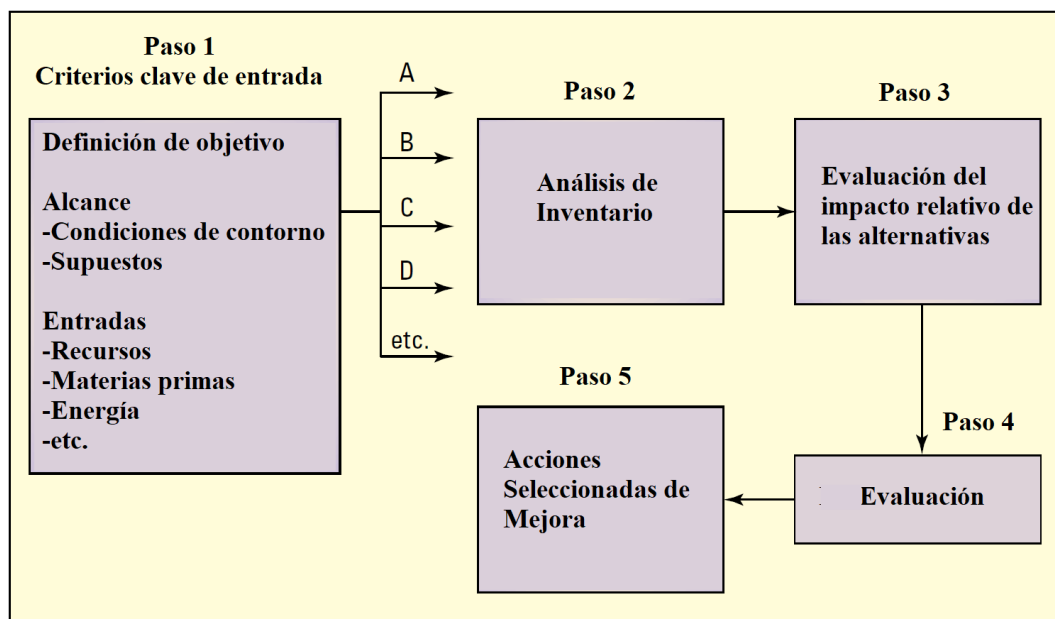 Paso 1
Criterios clave de entrada
Definición de objetivo
Alcance
-Condiciones de contorno
-Supuestos
Entradas
-Recursos
-Materias primas
-Energía
-etc.
A
B
C
D
etc.
Paso 2
Análisis de
Inventario
Paso 3
Evaluación del
impacto relativo de
las alternativas
Paso 4
Evaluación
Paso 5
Acciones
Seleccionadas de
Mejora